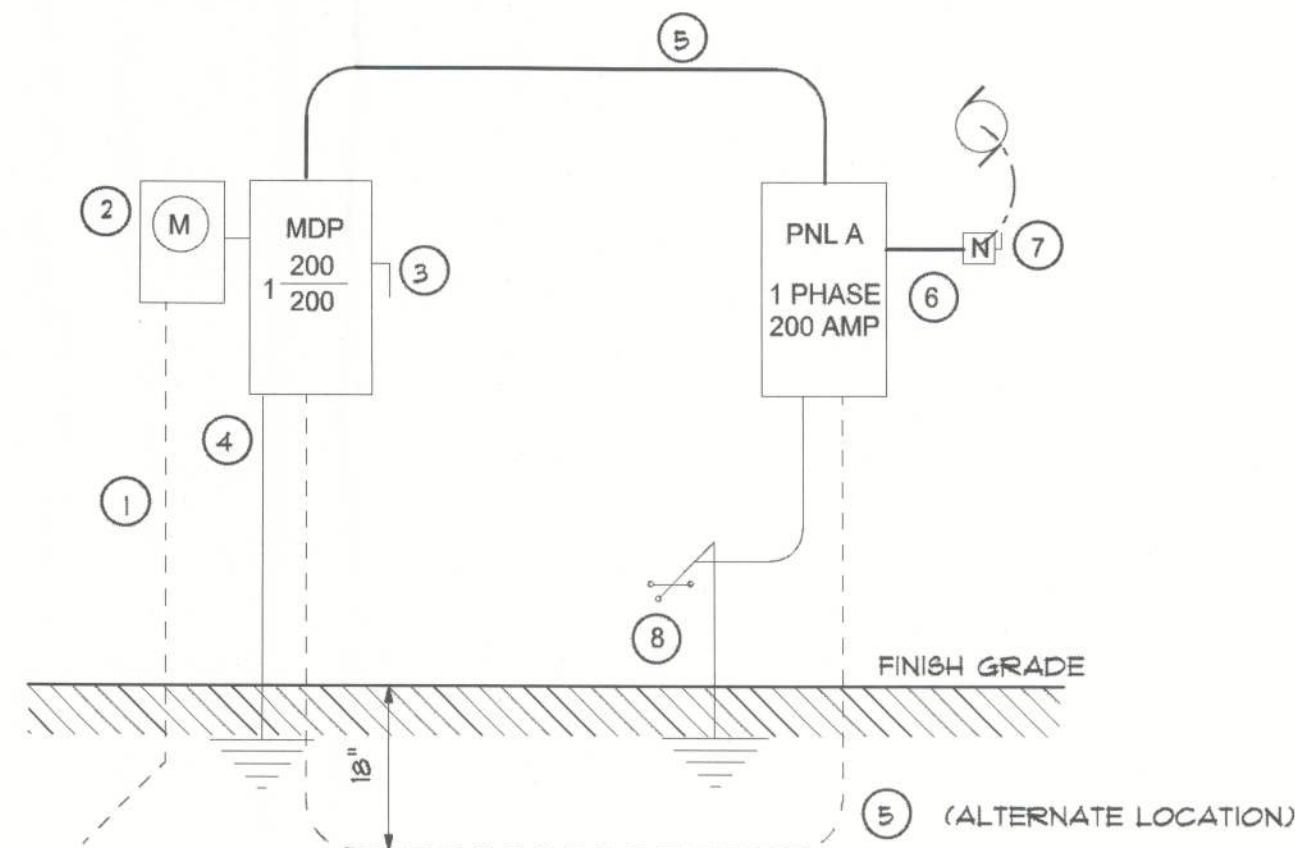 5
2
M
MDP
1 200/200
3
PNL A
1 PHASE
200 AMP
N
7
6
4
1
8
FINISH GRADE
18"
5 (ALTERNATE LOCATION)